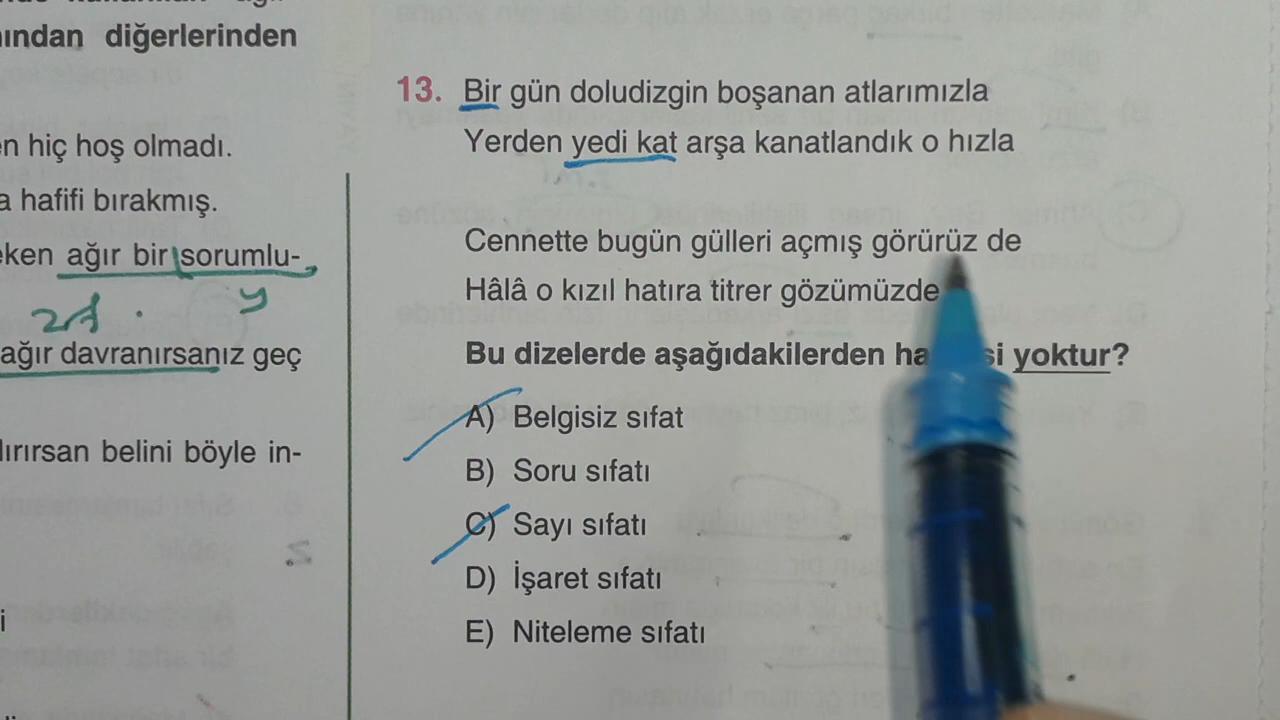 ından diğerlerinden
en hiç hoş olmadı.
a hafifi bırakmış.
eken ağır bir sorumlu-
ağır davranırsanız geç
dırırsan belini böyle in-
13. Bir gün doludizgin boşanan atlarımızla
Yerden yedi kat arşa kanatlandık o hızla
Cennette bugün gülleri açmış görürüz de
Hâlâ o kızıl hatıra titrer gözümüzde
Bu dizelerde aşağıdakilerden ha si yoktur?
A) Belgisiz sıfat
B) Soru sıfatı
C) Sayı sıfatı
D) İşaret sıfatı
E) Niteleme sıfatı